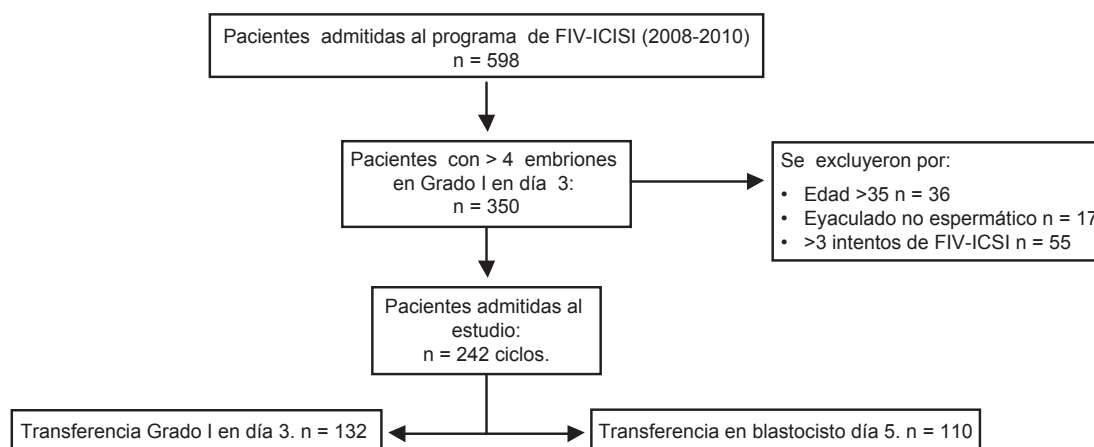 Pacientes admitidas al programa de FIV-ICISI (2008-2010)
n = 598
Pacientes con > 4 embriones
en Grado I en día 3:
n = 350
Se excluyeron por:
• Edad >35 n = 36
• Eyaculado no espermático n = 17
• >3 intentos de FIV-ICSI n = 55
Pacientes admitidas al
estudio:
n = 242 ciclos.
Transferencia Grado I en día 3. n = 132
Transferencia en blastocisto día 5. n = 110